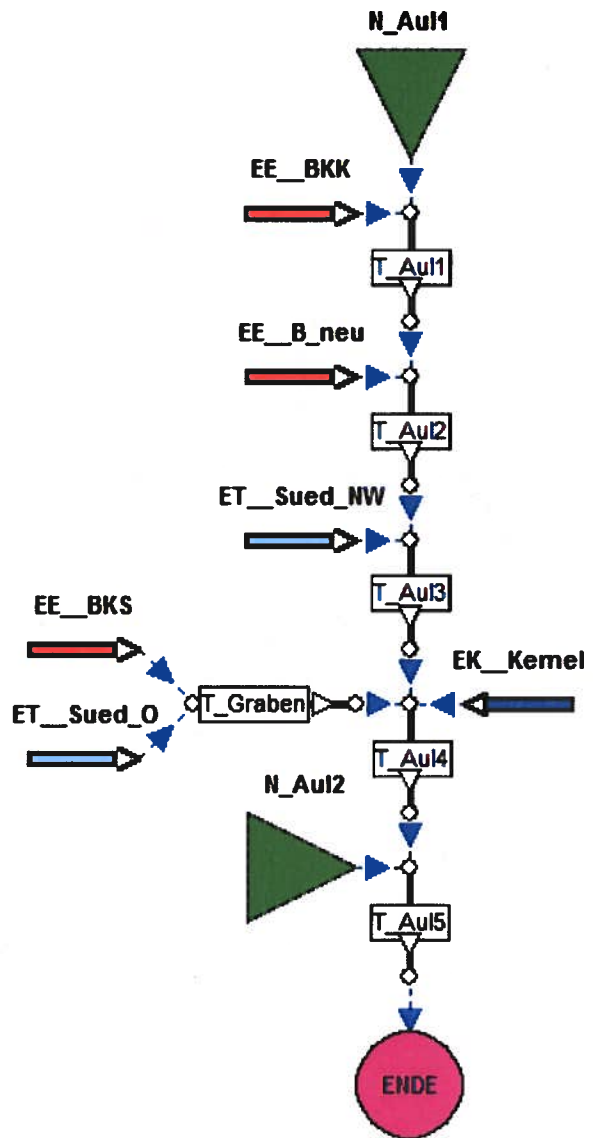 N_Aul1
EE__BKK
T_Aul1
EE__B_neu
T_Aul2
ET__Sued_NW
T_Aul3
EE__BKS
EK__Kernel
T_Graben
ET__Sued_O
T_Aul4
N_Aul2
T_Aul5
ENDE